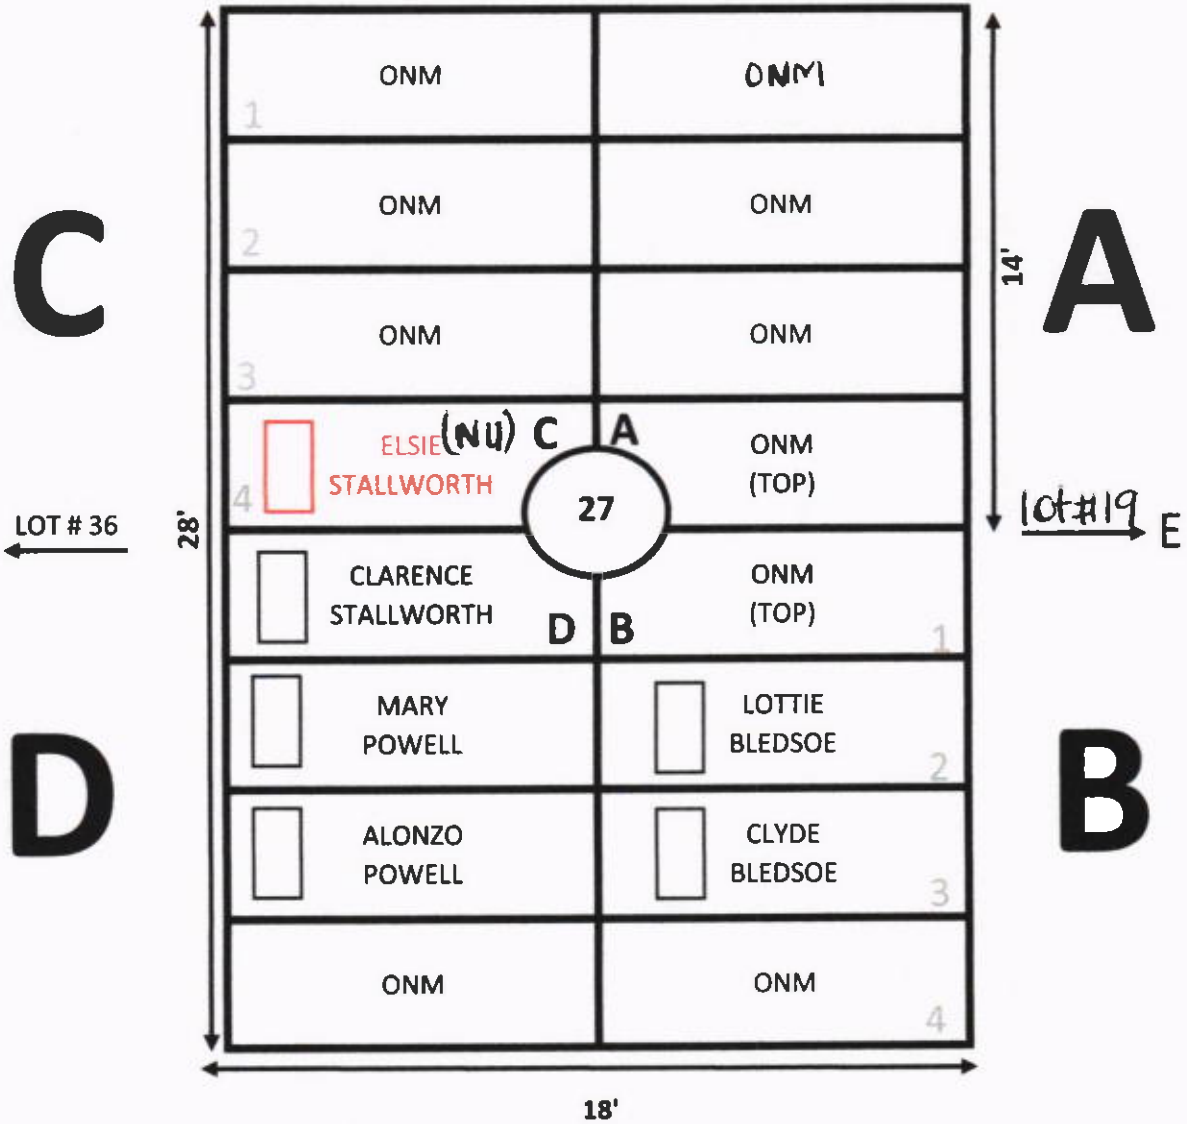 ONM
ONM
1
ONM
ONM
2
C
A
14'
ONM
ONM
3
ELSIE (NU)
STALLWORTH
C
A
ONM
(TOP)
4
27
LOT # 36
28'
lot#19
E
CLARENCE
STALLWORTH
D
B
ONM
(TOP)
1
MARY
POWELL
LOTTIE
BLEDSOE
2
D
B
ALONZO
POWELL
CLYDE
BLEDSOE
3
ONM
ONM
4
18'